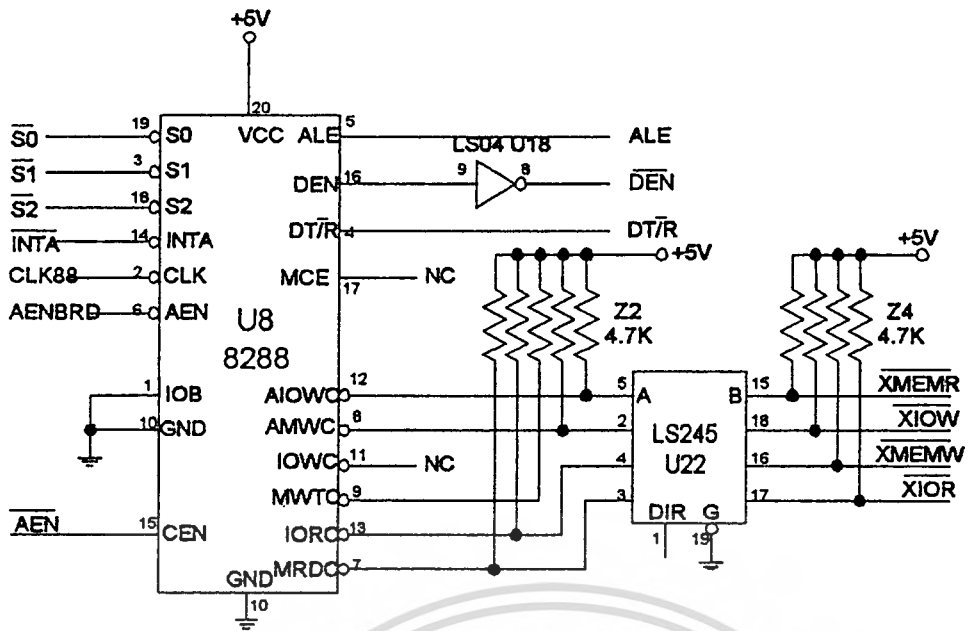 +5V
20
S0 19 S0 VCC ALE 5 ALE
LS04 U18
S1 3 S1
DEN 16 9 8 DEN
S2 18 S2
INTA 14 INTA DT/R 4 DT/R
+5V +5V
CLK88 2 CLK MCE 17 NC
AENBRD 6 AEN
U8
8288
Z2
4.7K
Z4
4.7K
1 IOB AIOWC 12 5 A B 15 XMEMR
10 GND AMWC 8 2 LS245 18 XIOW
IOWC 11 NC 4 U22 16 XMEMW
MWTC 9 3 17 XIOR
AEN 15 CEN IORC 13 DIR G
1 19
MRDC 7
GND
10